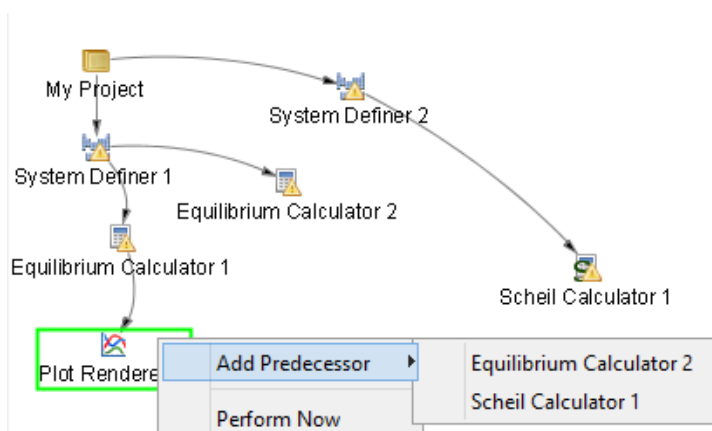 My Project
System Definer 2
System Definer 1
Equilibrium Calculator 2
Equilibrium Calculator 1
Scheil Calculator 1
Plot Rendere
Add Predecessor
Equilibrium Calculator 2
Scheil Calculator 1
Perform Now